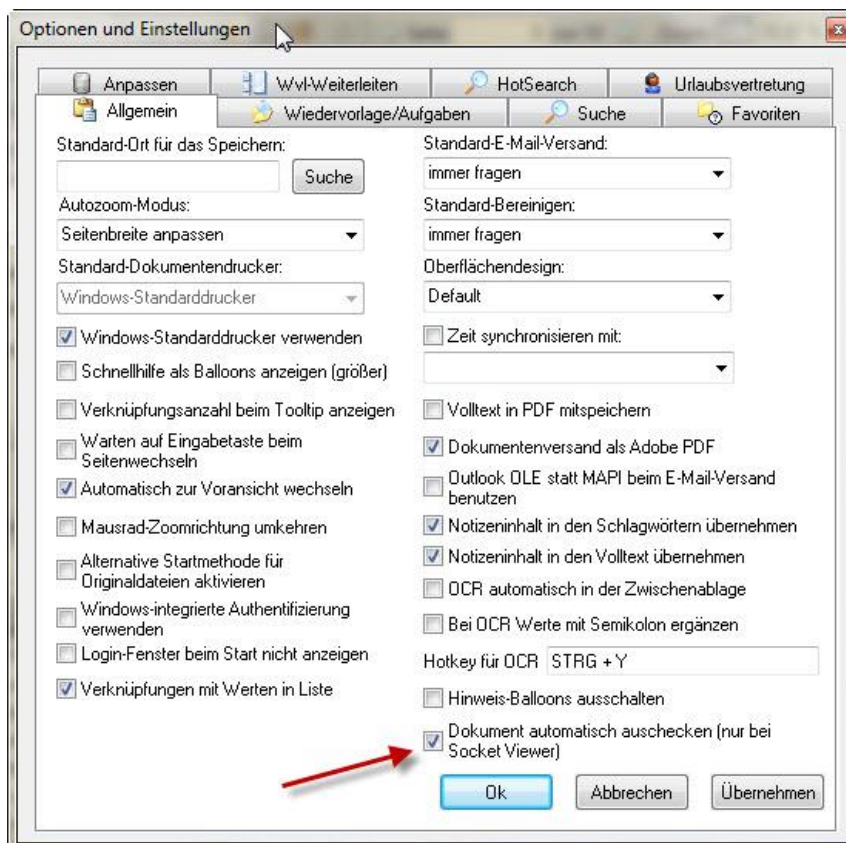 Optionen und Einstellungen
Anpassen
Wvl-Weiterleiten
HotSearch
Urlaubsvertretung
Allgemein
Wiedervorlage/Aufgaben
Suche
Favoriten
Standard-Ort für das Speichern:
Suche
Autozoom-Modus:
Seitenbreite anpassen
Standard-Dokumentendrucker:
Windows-Standarddrucker
Windows-Standarddrucker verwenden
Schnellhilfe als Balloons anzeigen (größer)
Verknüpfungsanzahl beim Tooltip anzeigen
Warten auf Eingabetaste beim
Seitenwechseln
Automatisch zur Voransicht wechseln
Mausrad-Zoomrichtung umkehren
Alternative Startmethode für
Originaldateien aktivieren
Windows-integrierte Authentifizierung
verwenden
Login-Fenster beim Start nicht anzeigen
Verknüpfungen mit Werten in Liste
Standard-E-Mail-Versand:
immer fragen
Standard-Bereinigen:
immer fragen
Oberflächendesign:
Default
Zeit synchronisieren mit:
Volltext in PDF mitspeichern
Dokumentenversand als Adobe PDF
Outlook OLE statt MAPI beim E-Mail-Versand
benutzen
Notizeninhalt in den Schlagwörtern übernehmen
Notizeninhalt in den Volltext übernehmen
OCR automatisch in der Zwischenablage
Bei OCR Werte mit Semikolon ergänzen
Hotkey für OCR STRG + Y
Hinweis-Balloons ausschalten
Dokument automatisch auschecken (nur bei
Socket Viewer)
Ok
Abbrechen
Übernehmen